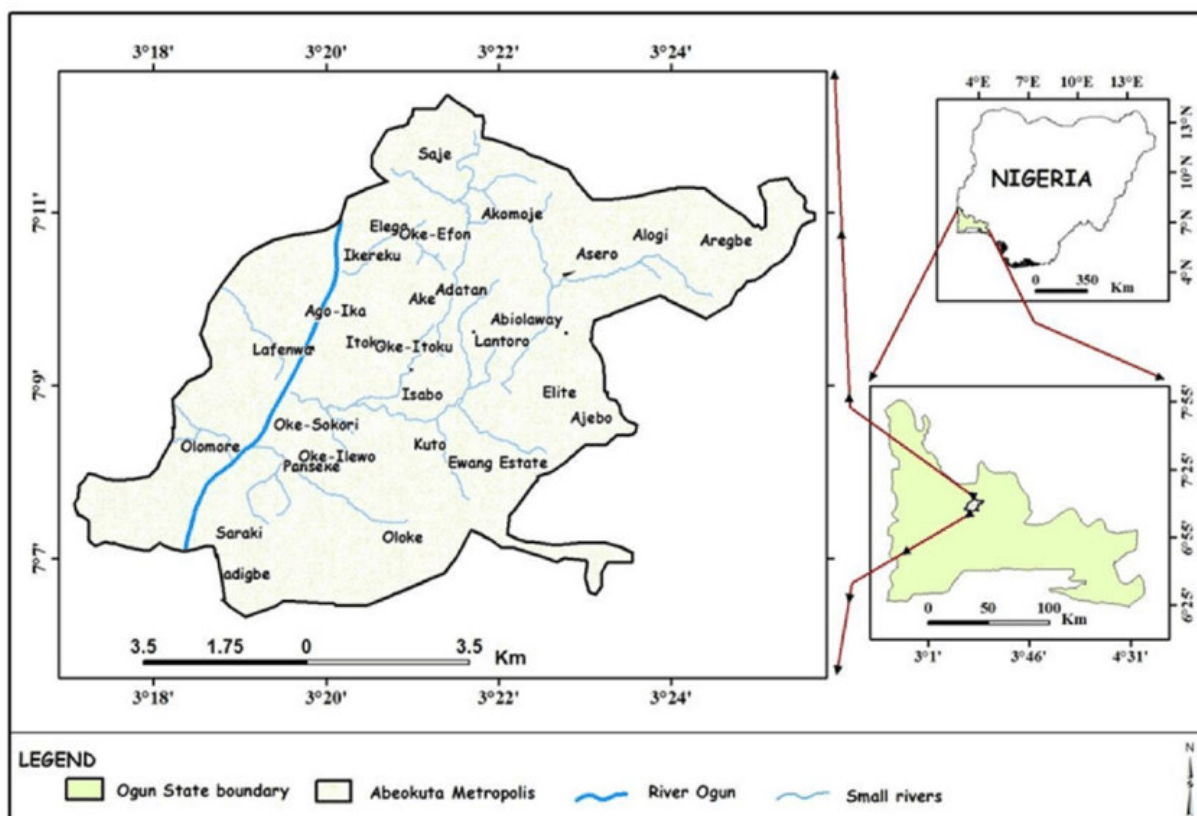 3°18' 3°20' 3°22' 3°24'
7°11'
7°9'
7°7'
Saje
Akomoje
Elega
Oke-Efon
Alogi
Aregbe
Ikereku
Asero
Adatan
Ake
Ago-Ika
Abiolaway
Itok
Oke-Itoku
Lantoro
Lafenwa
Isabo
Elite
Ajebo
Oke-Sokori
Olomore
Kuto
Oke-Ilewo
Panseke
Ewang Estate
Saraki
Oloke
adigbe
3.5 1.75 0 3.5 Km
3°18' 3°20' 3°22' 3°24'
4°E 7°E 10°E 13°E
NIGERIA
13°N
10°N
7°N
4°N
0 350
Km
7°55'
7°25'
6°55'
6°25'
0 50 100 Km
3°1' 3°46' 4°31'
LEGEND
Ogun State boundary Abeokuta Metropolis River Ogun Small rivers
N